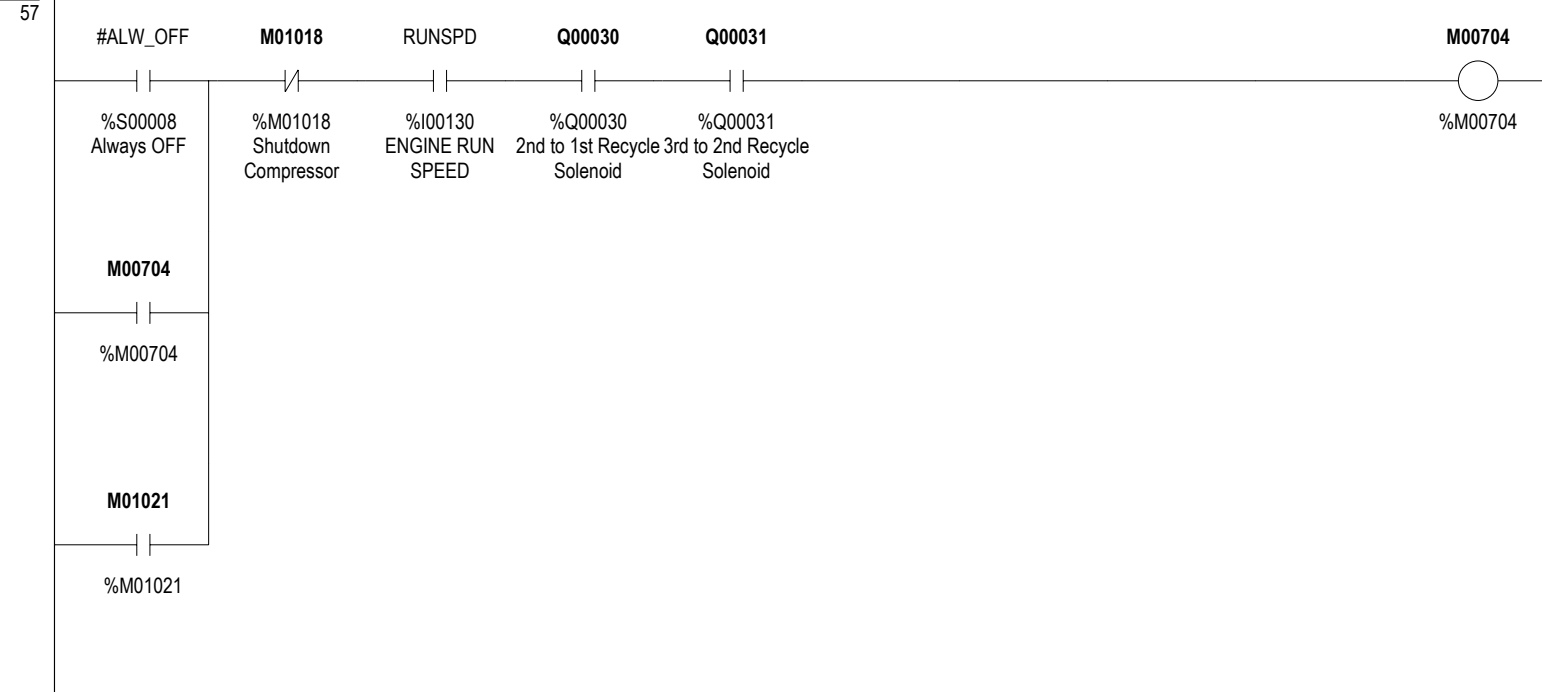 57
#ALW_OFF M01018 RUNSPD Q00030 Q00031 M00704
%S00008 %M01018 %I00130 %Q00030 %Q00031 %M00704
Always OFF Shutdown ENGINE RUN 2nd to 1st Recycle 3rd to 2nd Recycle
Compressor SPEED Solenoid Solenoid
M00704
%M00704
M01021
%M01021